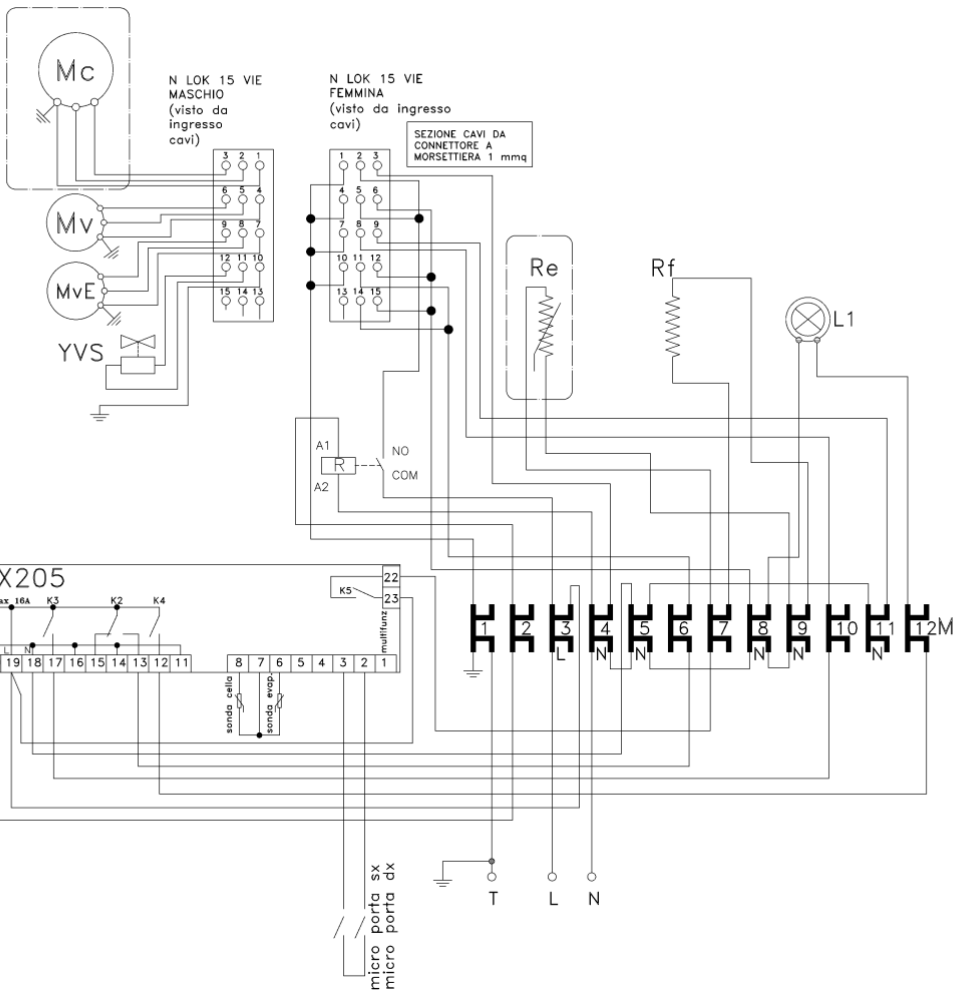 Mc
N LOK 15 VIE
MASCHIO
(visto da
ingresso
cavi)
N LOK 15 VIE
FEMMINA
(visto da ingresso
cavi)
SEZIONE CAVI DA
CONNETTORE A
MORSETTIERA 1 mmq
3 2 1
6 5 4
9 8 7
12 11 10
15 14 13
1 2 3
4 5 6
7 8 9
10 11 12
13 14 15
Mv
MvE
YVS
Re
Rf
L1
A1
R
A2
NO
COM
X205
ax 16A
K3
K2
K4
K5
22
23
multifunz
L N
19 18 17 16 15 14 13 12 11
8 7 6 5 4 3 2 1
sonda cella
sonda evap.
1 2 3 4 5 6 7 8 9 10 11 12 M
L N N N N N
micro porta sx
micro porta dx
T L N